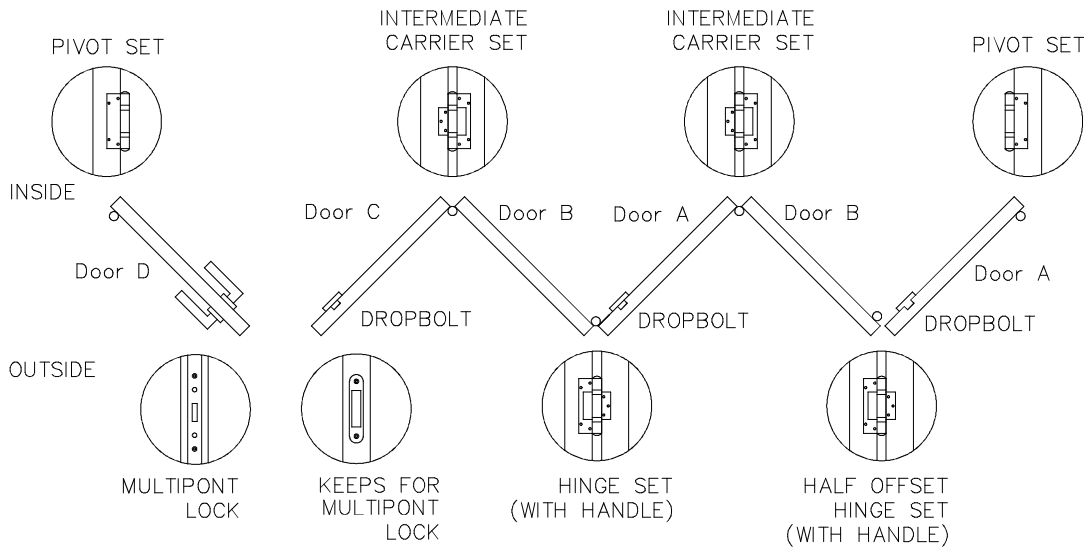 PIVOT SET
INTERMEDIATE
CARRIER SET
INTERMEDIATE
CARRIER SET
PIVOT SET
INSIDE
Door C
Door B
Door A
Door B
Door D
Door A
DROPBOLT
DROPBOLT
DROPBOLT
OUTSIDE
MULTIPONT
LOCK
KEEPS FOR
MULTIPONT
LOCK
HINGE SET
(WITH HANDLE)
HALF OFFSET
HINGE SET
(WITH HANDLE)